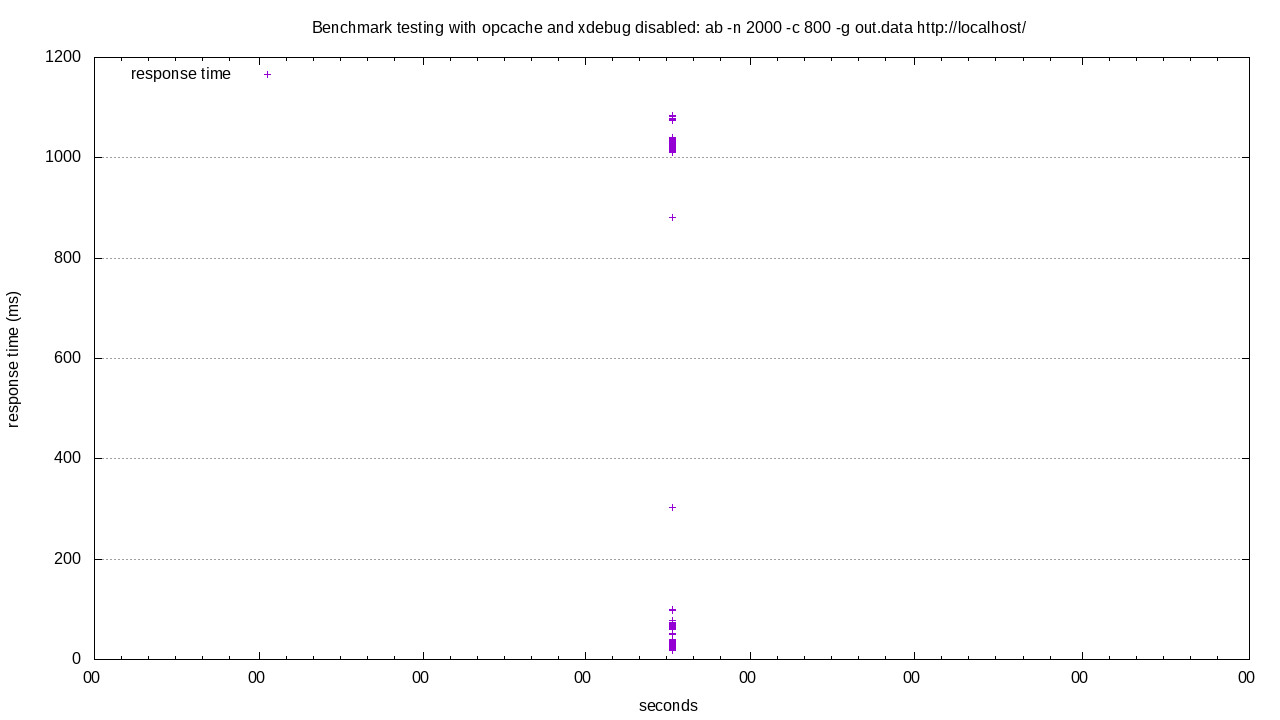 Benchmark testing with opcache and xdebug disabled: ab -n 2000 -c 800 -g out.data http://localhost/
1200
response time
1000
800
600
400
200
0
response time (ms)
00 00 00 00 00 00 00 00
seconds